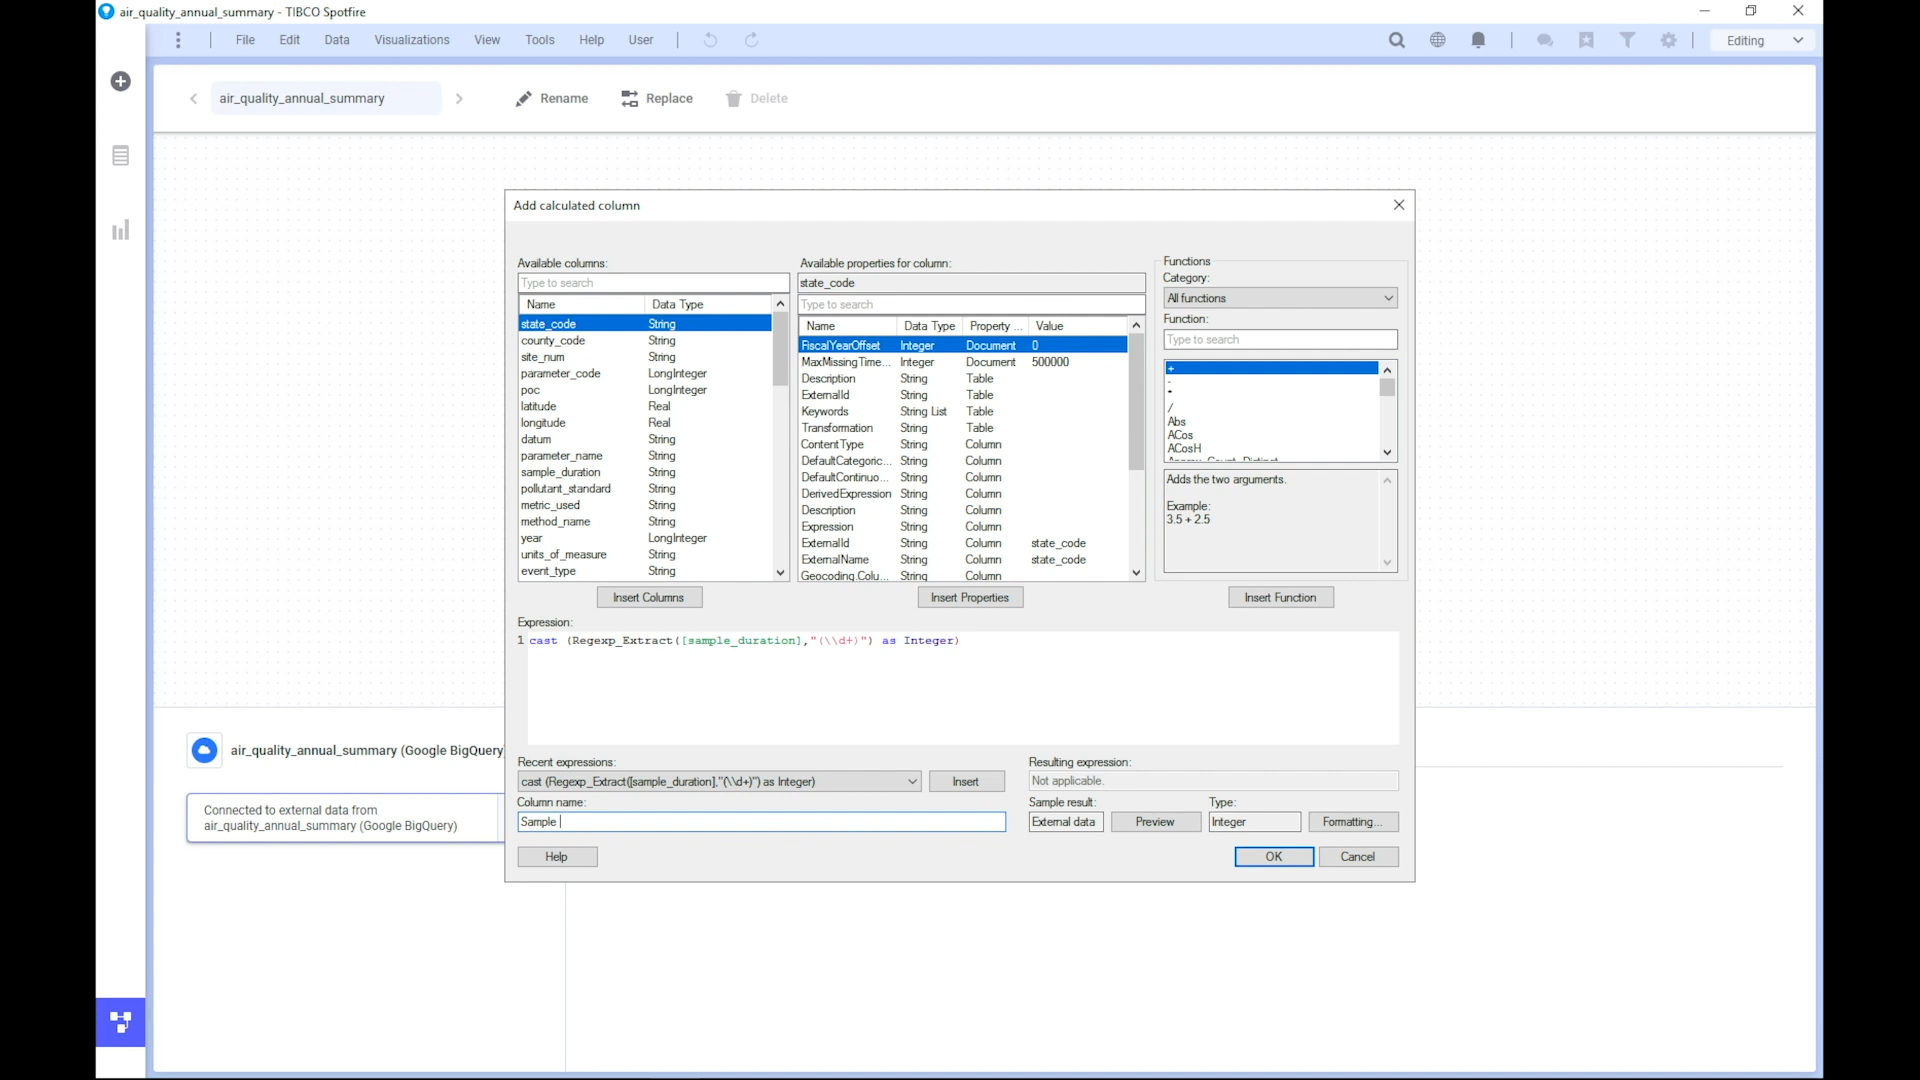 air_quality_annual_summary - TIBCO Spotfire
File Edit Data Visualizations View Tools Help User Editing
air_quality_annual_summary Rename Replace Delete
Add calculated column
Available columns:
Type to search
Name Data Type
state_code String
county_code String
site_num String
parameter_code LongInteger
poc LongInteger
latitude Real
longitude Real
datum String
parameter_name String
sample_duration String
pollutant_standard String
metric_used String
method_name String
year LongInteger
units_of_measure String
event_type String
Insert Columns
Available properties for column:
state_code
Type to search
Name Data Type Property ... Value
FiscalYearOffset Integer Document 0
MaxMissingTime... Integer Document 500000
Description String Table
ExternalId String Table
Keywords String List Table
Transformation String Table
ContentType String Column
DefaultCategoric... String Column
DefaultContinuo... String Column
DerivedExpression String Column
Description String Column
Expression String Column
ExternalId String Column state_code
ExternalName String Column state_code
Geocoding.Colu... String Column
Insert Properties
Functions
Category:
All functions
Function:
Type to search
+
-
*
/
Abs
ACos
ACosH
Approx_Count_Distinct
Adds the two arguments.
Example:
3.5 + 2.5
Insert Function
Expression:
1 cast (Regexp_Extract([sample_duration],"(\\d+)") as Integer)
Recent expressions:
cast (Regexp_Extract([sample_duration],"(\\d+)") as Integer) Insert
Column name:
Sample
Resulting expression:
Not applicable.
Sample result: Type:
External data Preview Integer Formatting...
Help OK Cancel
air_quality_annual_summary (Google BigQuery
Connected to external data from
air_quality_annual_summary (Google BigQuery)